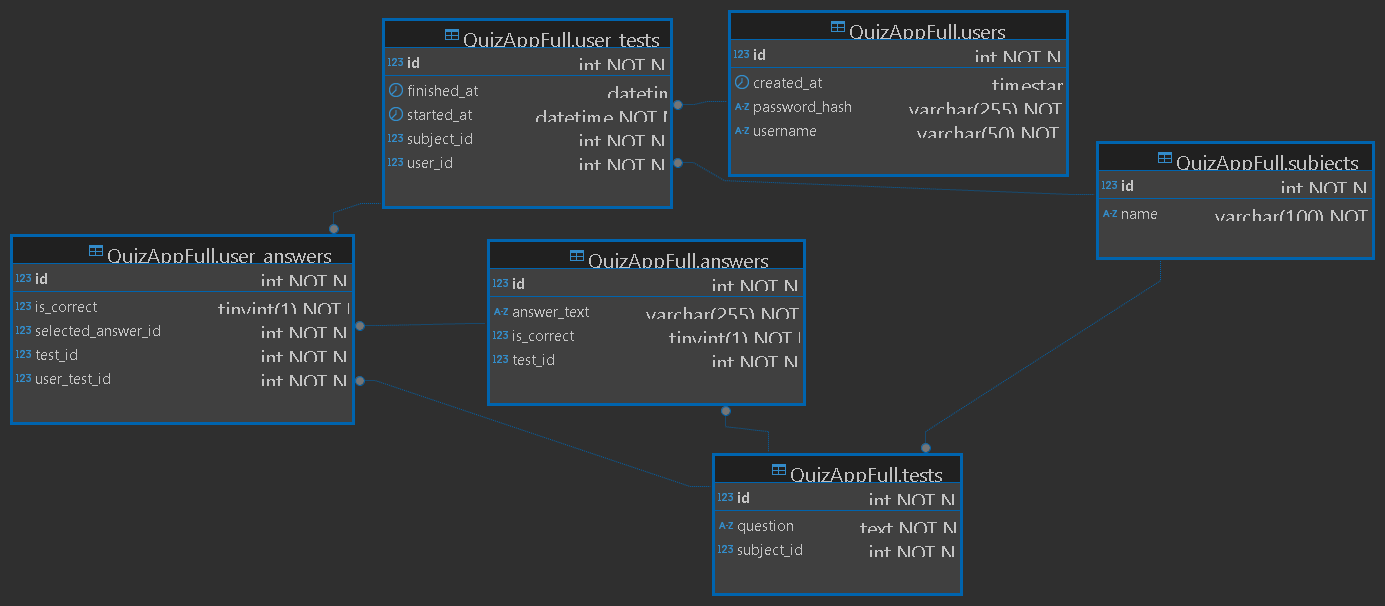 QuizAppFull.user_tests
123 id int NOT N
finished_at datetin
started_at datetime NOT
123 subject_id int NOT N
123 user_id int NOT N
QuizAppFull.users
123 id int NOT N
created_at timestar
A-Z password_hash varchar(255) NOT
A-Z username varchar(50) NOT
QuizAppFull.subjects
123 id int NOT N
A-Z name varchar(100) NOT
QuizAppFull.user_answers
123 id int NOT N
123 is_correct tinyint(1) NOT
123 selected_answer_id int NOT N
123 test_id int NOT N
123 user_test_id int NOT N
QuizAppFull.answers
123 id int NOT N
A-Z answer_text varchar(255) NOT
123 is_correct tinyint(1) NOT
123 test_id int NOT N
QuizAppFull.tests
123 id int NOT N
A-Z question text NOT N
123 subject_id int NOT N